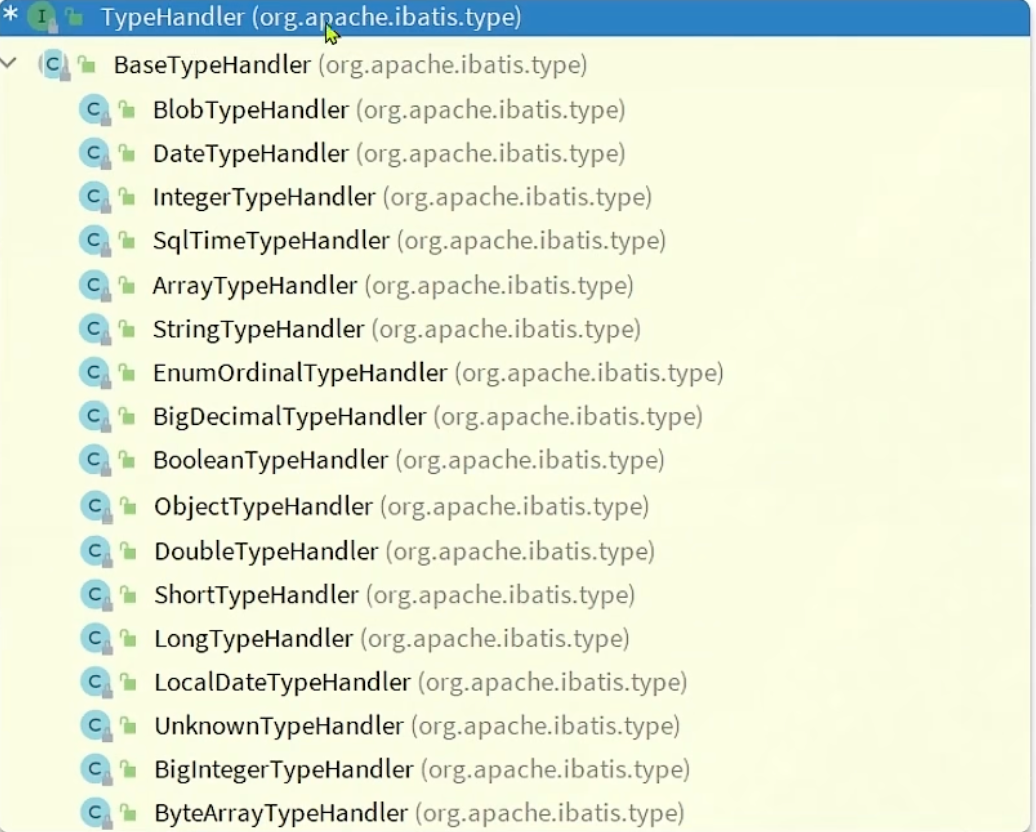 * I TypeHandler (org.apache.ibatis.type)
C BaseTypeHandler (org.apache.ibatis.type)
C BlobTypeHandler (org.apache.ibatis.type)
C DateTypeHandler (org.apache.ibatis.type)
C IntegerTypeHandler (org.apache.ibatis.type)
C SqlTimeTypeHandler (org.apache.ibatis.type)
C ArrayTypeHandler (org.apache.ibatis.type)
C StringTypeHandler (org.apache.ibatis.type)
C EnumOrdinalTypeHandler (org.apache.ibatis.type)
C BigDecimalTypeHandler (org.apache.ibatis.type)
C BooleanTypeHandler (org.apache.ibatis.type)
C ObjectTypeHandler (org.apache.ibatis.type)
C DoubleTypeHandler (org.apache.ibatis.type)
C ShortTypeHandler (org.apache.ibatis.type)
C LongTypeHandler (org.apache.ibatis.type)
C LocalDateTypeHandler (org.apache.ibatis.type)
C UnknownTypeHandler (org.apache.ibatis.type)
C BigIntegerTypeHandler (org.apache.ibatis.type)
C ByteArrayTypeHandler (org.apache.ibatis.type)